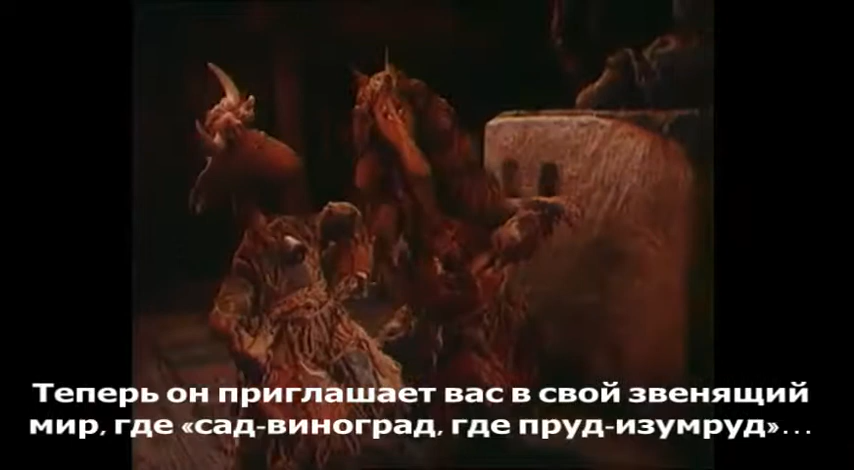 Теперь он приглашает вас в свой звенящий
мир, где «сад-виноград, где пруд-изумруд»...